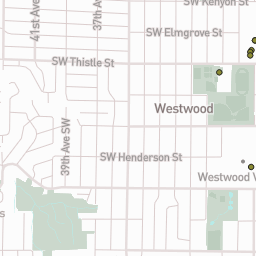 SW Kenyon St
41st Ave
37th Ave
SW Elmgrove St
SW Thistle St
Westwood
39th Ave SW
SW Henderson St
Westwood V
s